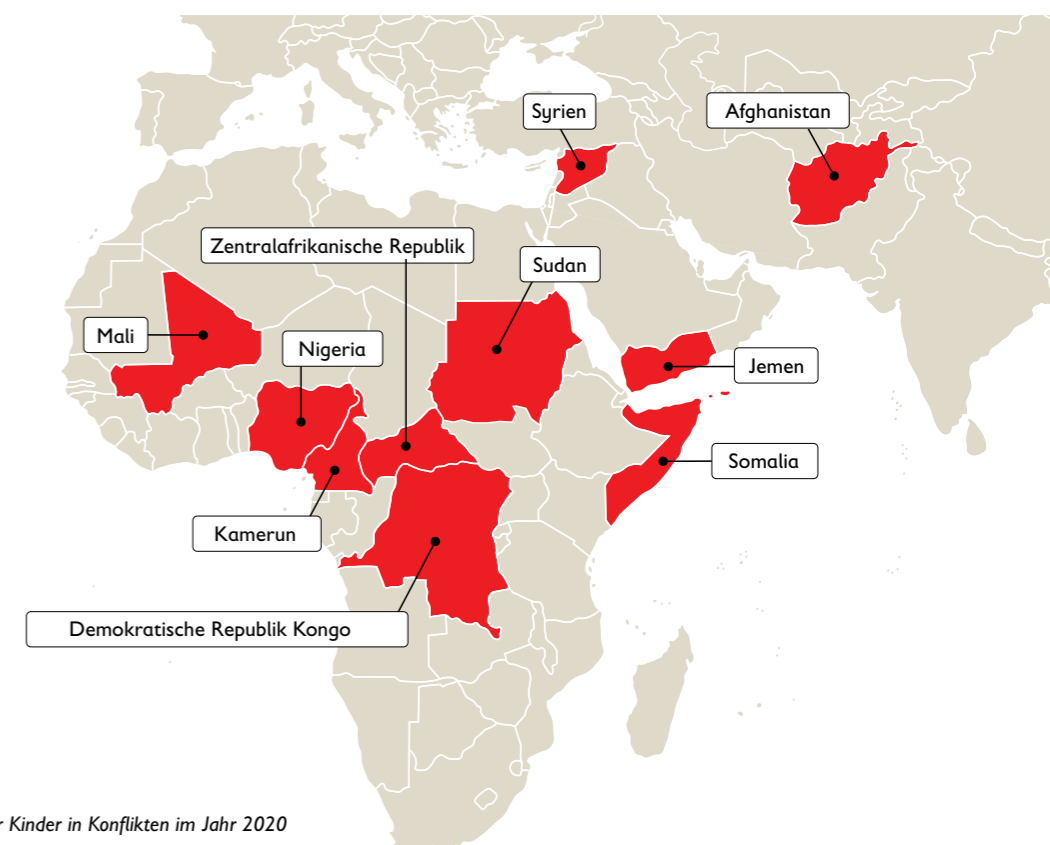 Syrien
Afghanistan
Zentralafrikanische Republik
Sudan
Mali
Nigeria
Jemen
Somalia
Kamerun
Demokratische Republik Kongo
Kinder in Konflikten im Jahr 2020